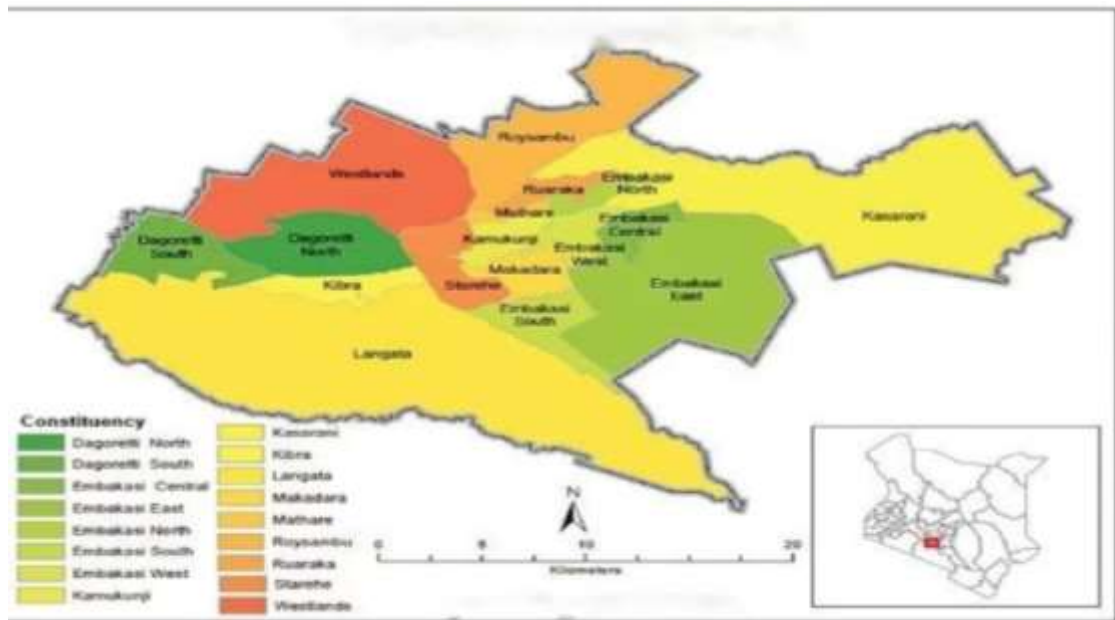 Roysambu
Westlands
Ruaraka
Embakasi
North
Kasarani
Mathare
Embakasi
Central
Dagoretti
South
Dagoretti
North
Kamukunji
Embakasi
West
Makadara
Kibra
Starehe
Embakasi
East
Embakasi
South
Langata
Constituency
Dagoretti North
Dagoretti South
Embakasi Central
Embakasi East
Embakasi North
Embakasi South
Embakasi West
Kamukunji
Kasarani
Kibra
Langata
Makadara
Mathare
Roysambu
Ruaraka
Starehe
Westlands
N
0 5 10 20
Kilometers